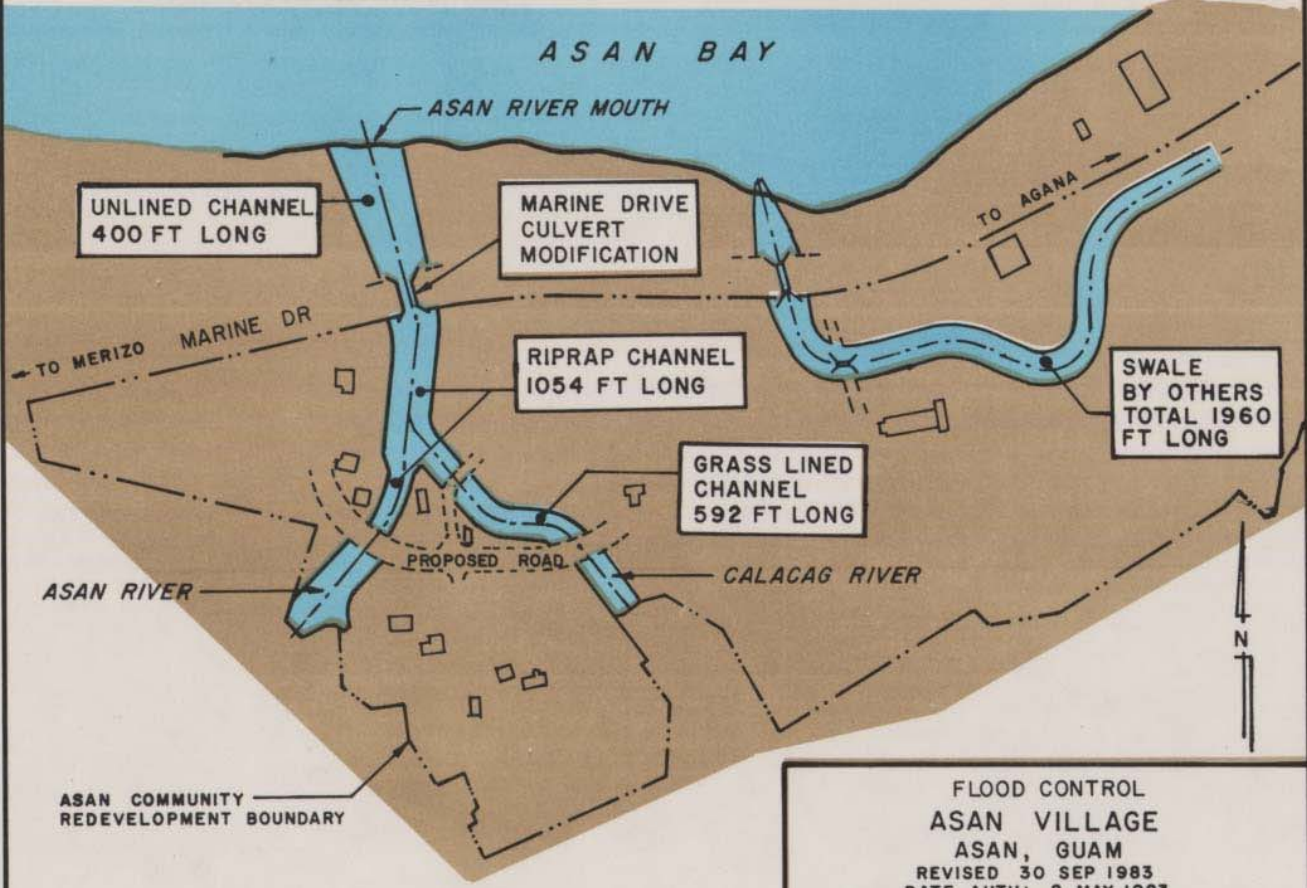 ASAN BAY
ASAN RIVER MOUTH
UNLINED CHANNEL
400 FT LONG
MARINE DRIVE
CULVERT
MODIFICATION
TO AGANA
TO MERIZO MARINE DR
RIPRAP CHANNEL
1054 FT LONG
SWALE
BY OTHERS
TOTAL 1960
FT LONG
GRASS LINED
CHANNEL
592 FT LONG
PROPOSED ROAD
ASAN RIVER
CALACAG RIVER
N
ASAN COMMUNITY
REDEVELOPMENT BOUNDARY
FLOOD CONTROL
ASAN VILLAGE
ASAN, GUAM
REVISED 30 SEP 1983